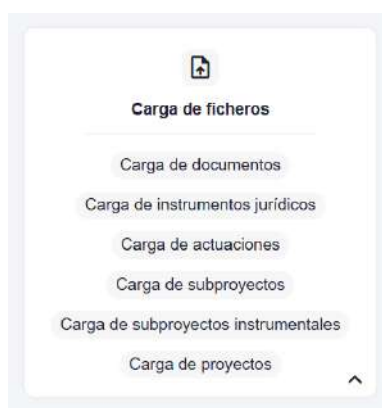 Carga de ficheros
Carga de documentos
Carga de instrumentos jurídicos
Carga de actuaciones
Carga de subproyectos
Carga de subproyectos instrumentales
Carga de proyectos